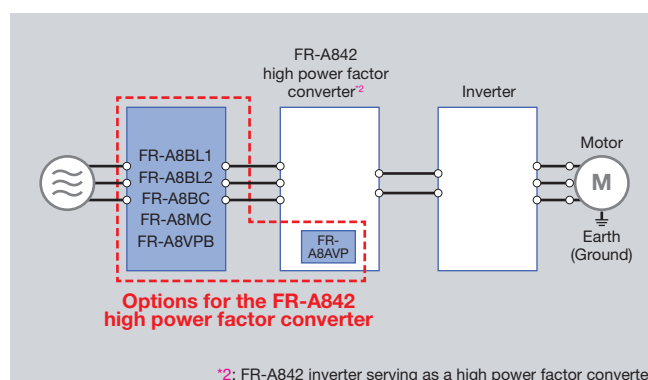 FR-A842
high power factor
converter*2
Inverter
Motor
FR-A8BL1
FR-A8BL2
FR-A8BC
FR-A8MC
FR-A8VPB
M
FR-
A8AVP
Earth
(Ground)
Options for the FR-A842
high power factor converter
*2: FR-A842 inverter serving as a high power factor converte